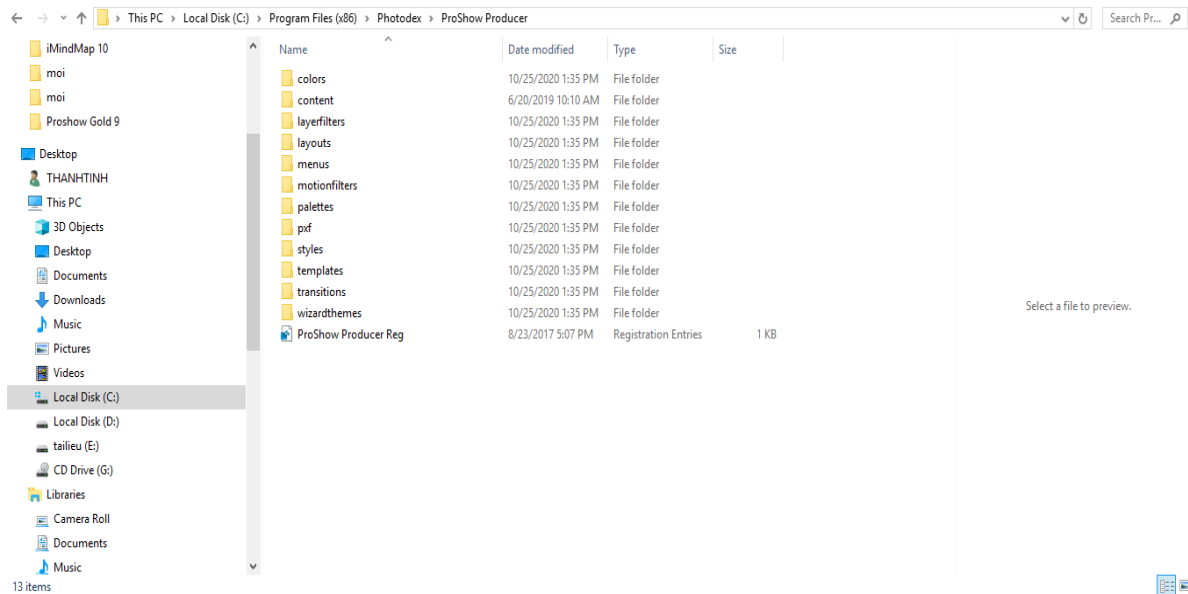 This PC > Local Disk (C:) > Program Files (x86) > Photodex > ProShow Producer
Search Pr...
iMindMap 10
moi
moi
Proshow Gold 9
Desktop
THANHTINH
This PC
3D Objects
Desktop
Documents
Downloads
Music
Pictures
Videos
Local Disk (C:)
Local Disk (D:)
tailieu (E:)
CD Drive (G:)
Libraries
Camera Roll
Documents
Music
Name Date modified Type Size
colors 10/25/2020 1:35 PM File folder
content 6/20/2019 10:10 AM File folder
layerfilters 10/25/2020 1:35 PM File folder
layouts 10/25/2020 1:35 PM File folder
menus 10/25/2020 1:35 PM File folder
motionfilters 10/25/2020 1:35 PM File folder
palettes 10/25/2020 1:35 PM File folder
pxf 10/25/2020 1:35 PM File folder
styles 10/25/2020 1:35 PM File folder
templates 10/25/2020 1:35 PM File folder
transitions 10/25/2020 1:35 PM File folder
wizardthemes 10/25/2020 1:35 PM File folder
ProShow Producer Reg 8/23/2017 5:07 PM Registration Entries 1 KB
Select a file to preview.
13 items